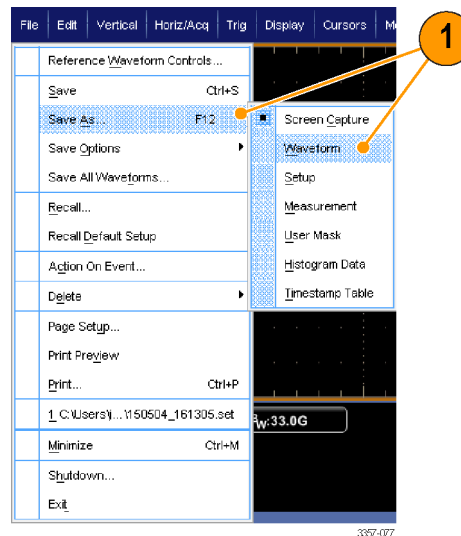 File Edit Vertical Horiz/Acq Trig Display Cursors
1
Reference Waveform Controls...
Save Ctrl+S
Save As... F12
Screen Capture
Save Options
Waveform
Save All Waveforms...
Setup
Recall...
Measurement
Recall Default Setup
User Mask
Action On Event...
Histogram Data
Delete
Timestamp Table
Page Setup...
Print Preview
Print... Ctrl+P
1 C:\Users\j...\150504_161305.set
BW:33.0G
Minimize Ctrl+M
Shutdown...
Exit
3357-077